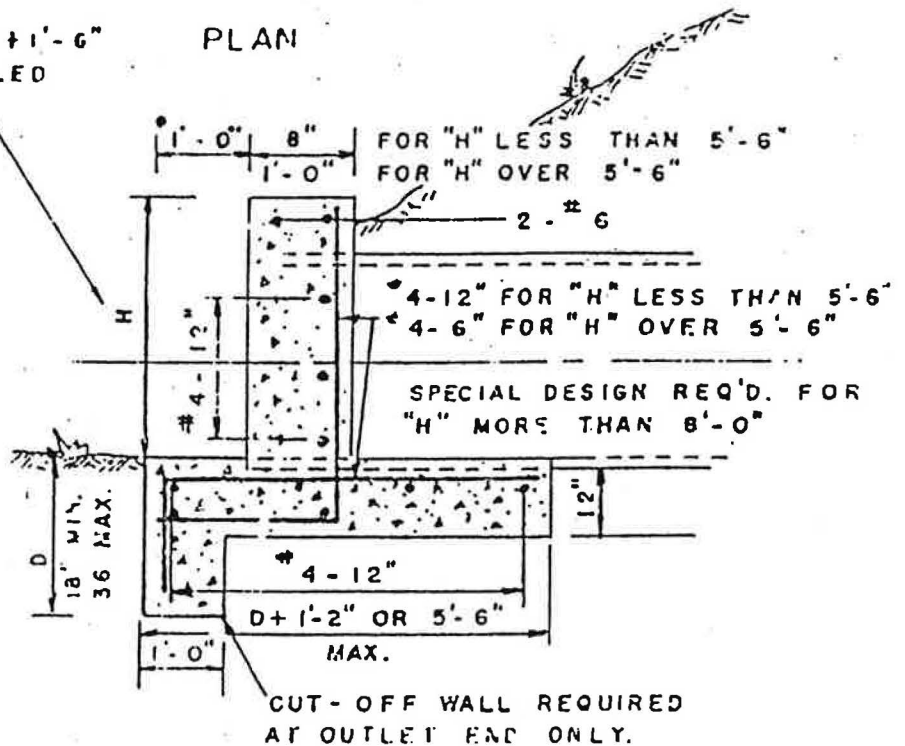 + 1'-6"
PLAN
1'-0"
8"
FOR "H" LESS THAN 5'-6"
1'-0"
FOR "H" OVER 5'-6"
2 - # 6
#4-12" FOR "H" LESS THAN 5'-6"
4-6" FOR "H" OVER 5'-6"
H
#4-12"
SPECIAL DESIGN REQ'D. FOR
"H" MORE THAN 8'-0"
D
18" MIN.
36 MAX.
12"
#4-12"
D+ 1'-2" OR 5'-6"
MAX.
1'-0"
CUT-OFF WALL REQUIRED
AT OUTLET END ONLY.